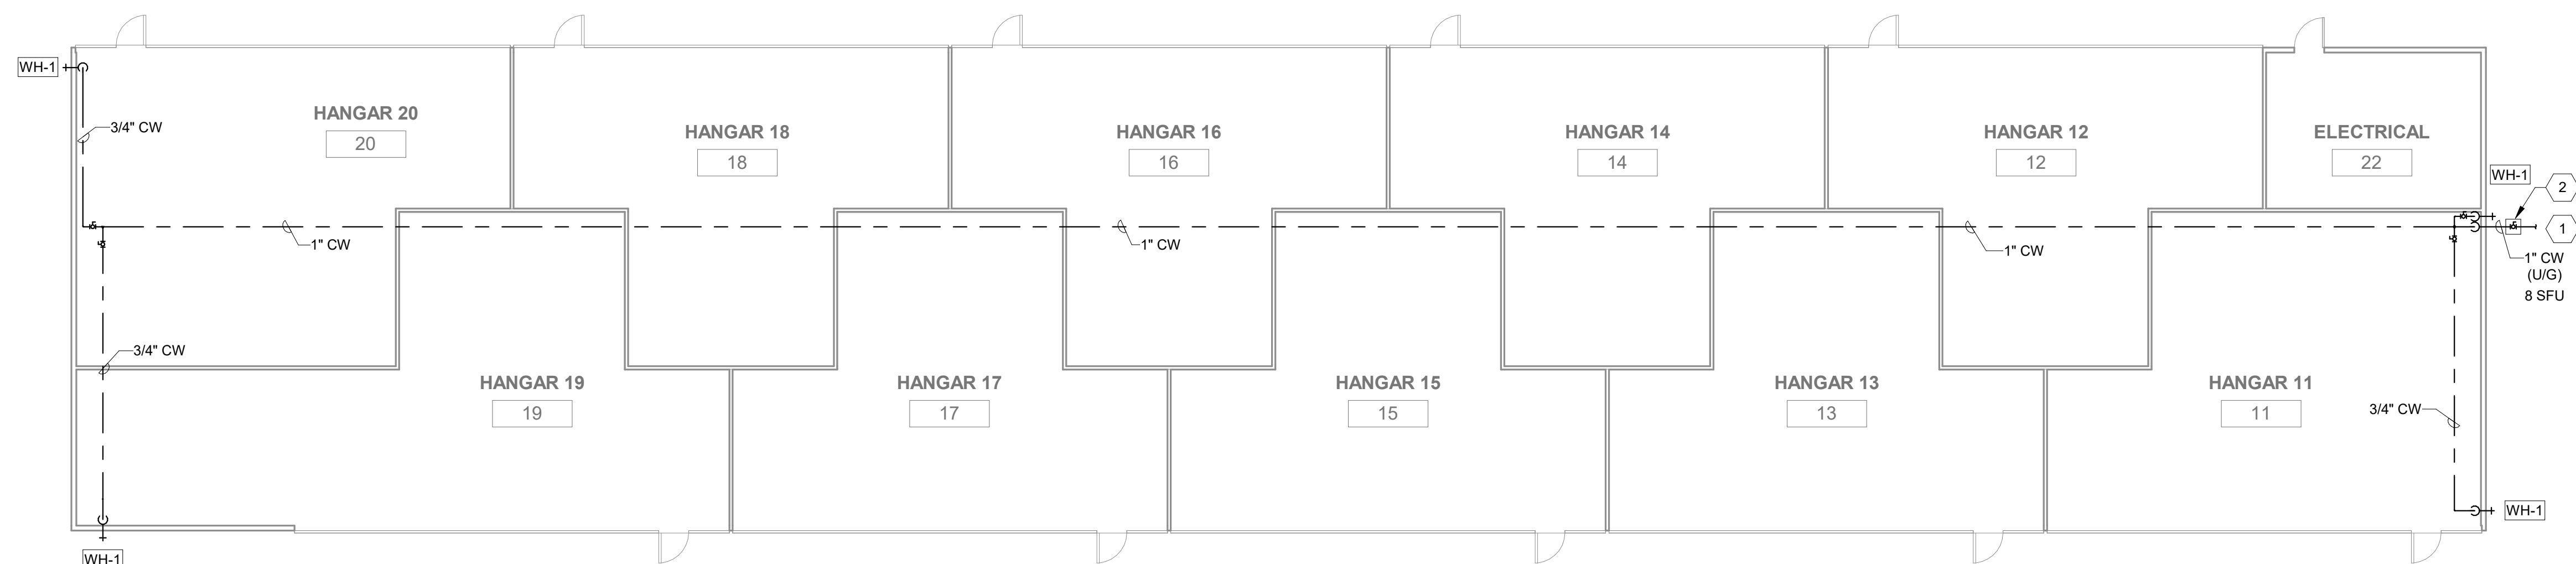 WH-1
HANGAR 20
20
3/4" CW
HANGAR 18
18
HANGAR 16
16
HANGAR 14
14
HANGAR 12
12
ELECTRICAL
22
WH-1
2
1
1" CW
1" CW
1" CW
1" CW
(U/G)
8 SFU
3/4" CW
HANGAR 19
19
HANGAR 17
17
HANGAR 15
15
HANGAR 13
13
HANGAR 11
11
3/4" CW
WH-1
WH-1